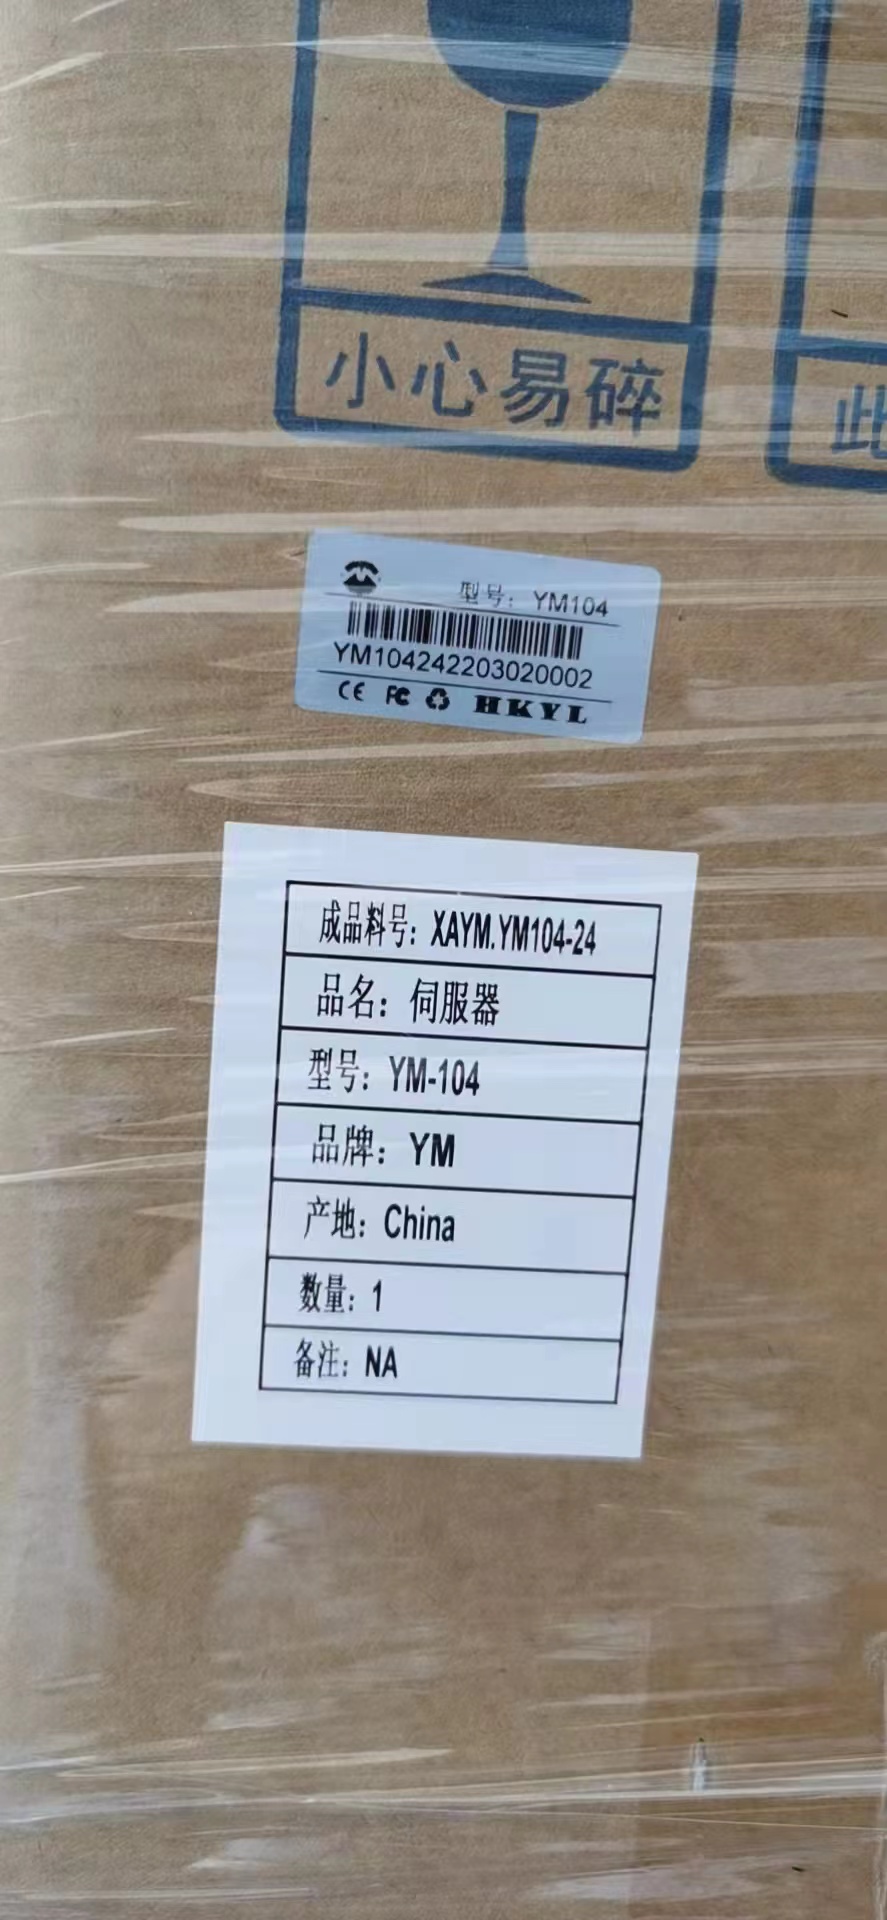 小心易碎
此
型号: YM104
YM104242203020002
CE FC HKYL
成品料号: XAYM.YM104-24
品名: 伺服器
型号: YM-104
品牌: YM
产地: China
数量: 1
备注: NA